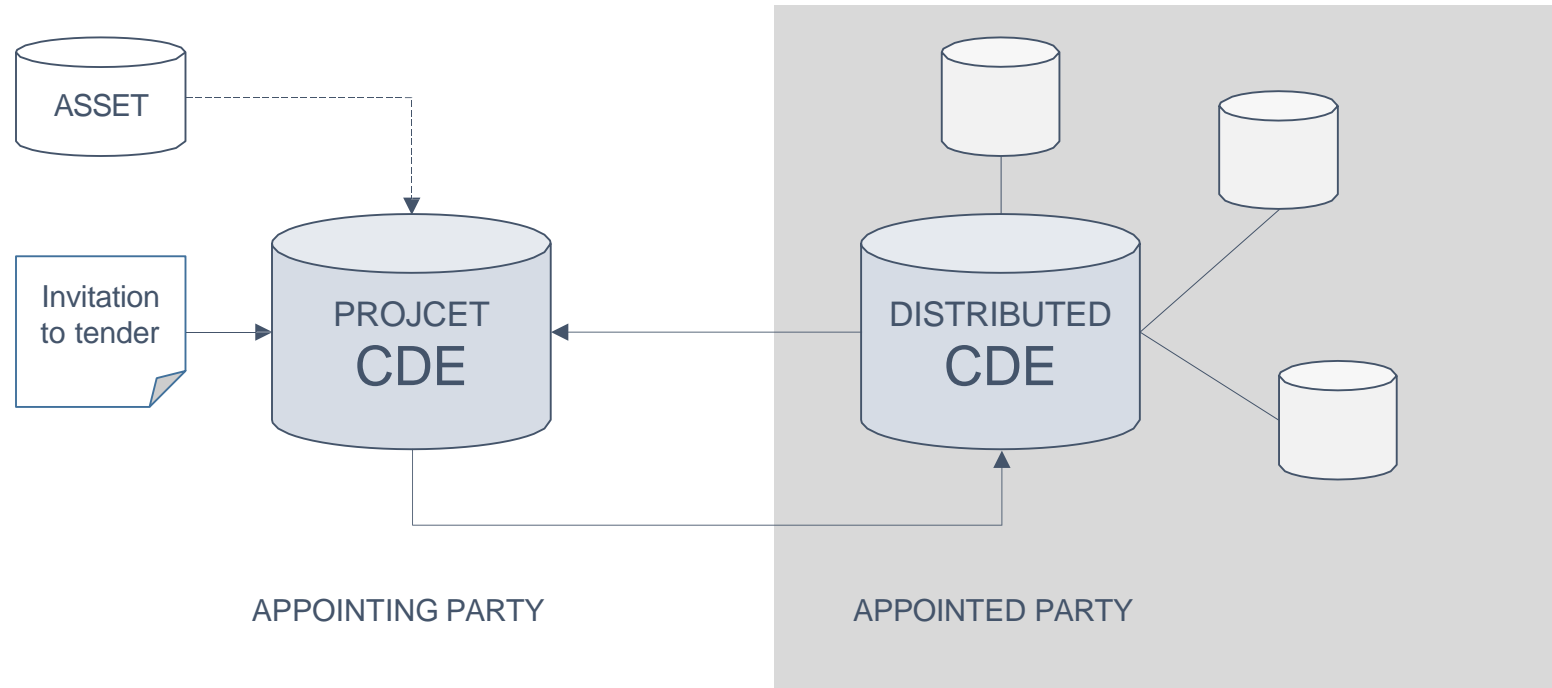 ASSET
Invitation
to tender
PROJCET
CDE
DISTRIBUTED
CDE
APPOINTING PARTY
APPOINTED PARTY